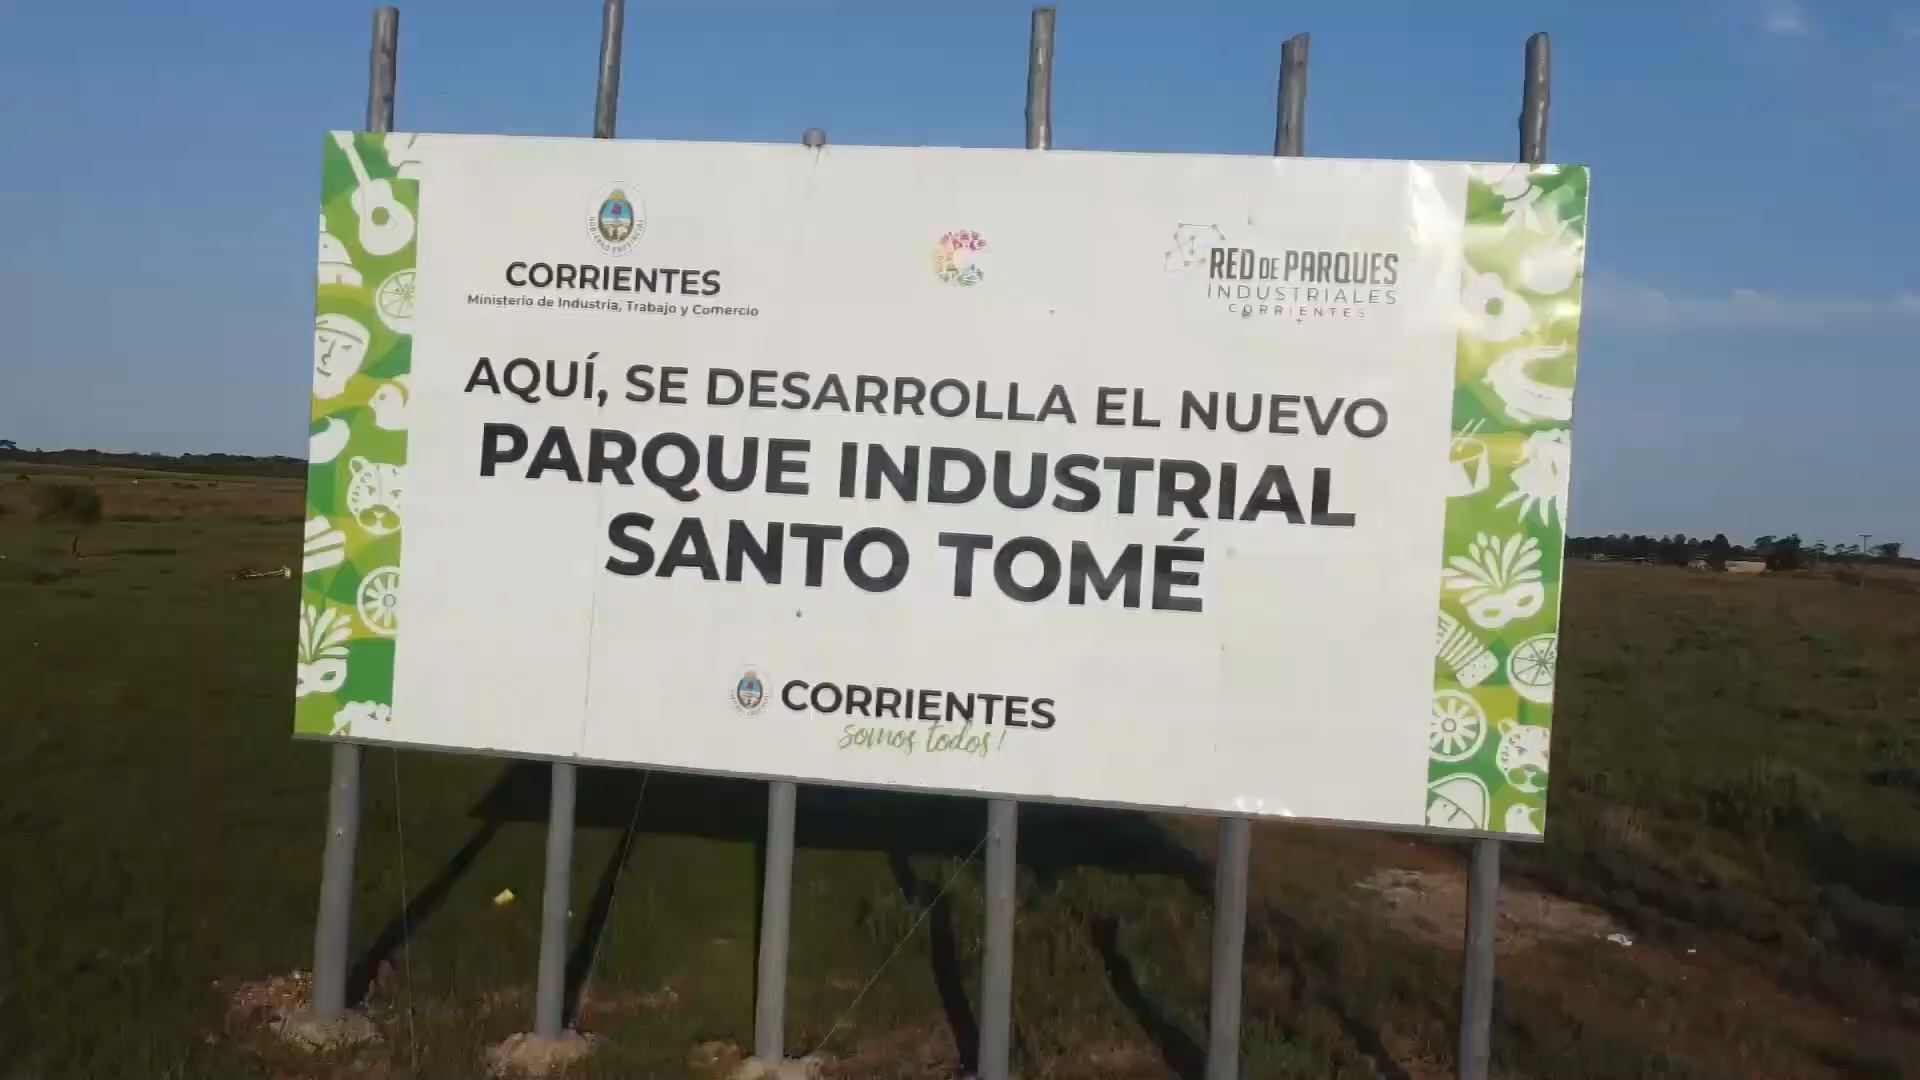 CORRIENTES
Ministerio de Industria, Trabajo y Comercio
RED DE PARQUES
INDUSTRIALES
CORRIENTES
AQUÍ, SE DESARROLLA EL NUEVO
PARQUE INDUSTRIAL
SANTO TOMÉ
CORRIENTES
somos todos!